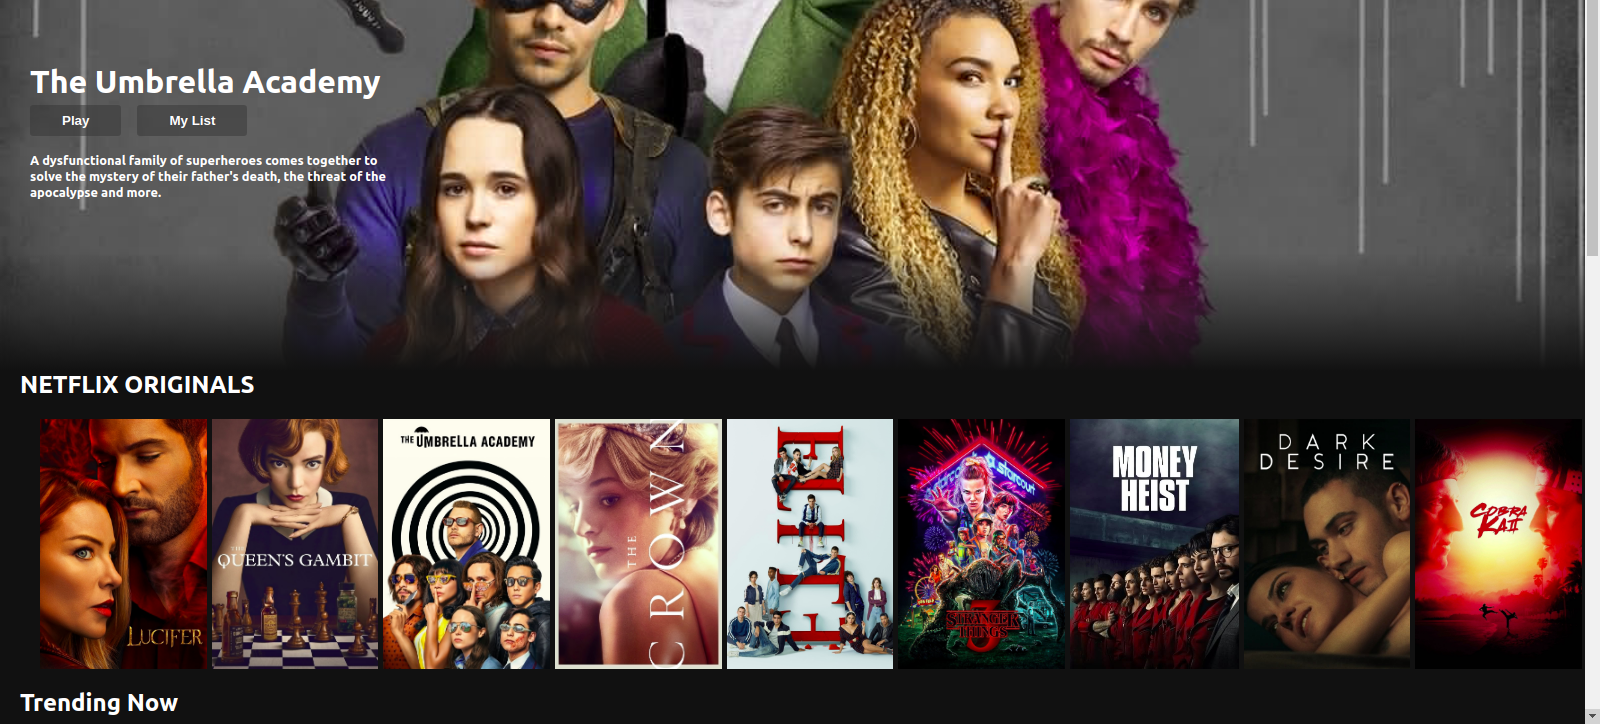 The Umbrella Academy
Play
My List
A dysfunctional family of superheroes comes together to
solve the mystery of their father's death, the threat of the
apocalypse and more.
NETFLIX ORIGINALS
LUCIFER
THE
QUEEN'S GAMBIT
THE UMBRELLA ACADEMY
THE
CROWN
ELITE
starcourt
STRANGER
THINGS
3
MONEY
HEIST
DARK
DESIRE
COBRA
KAI
Trending Now